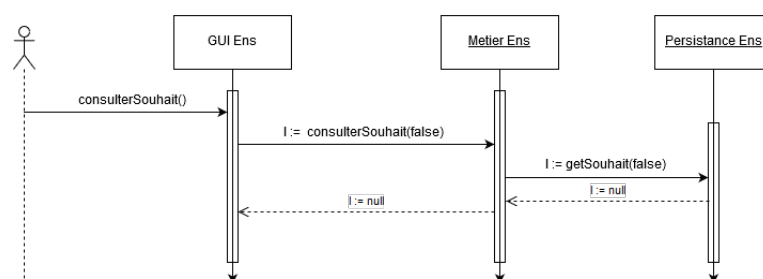 GUI Ens
Metier Ens
Persistance Ens
consulterSouhait()
l := consulterSouhait(false)
l := getSouhait(false)
l := null
l := null